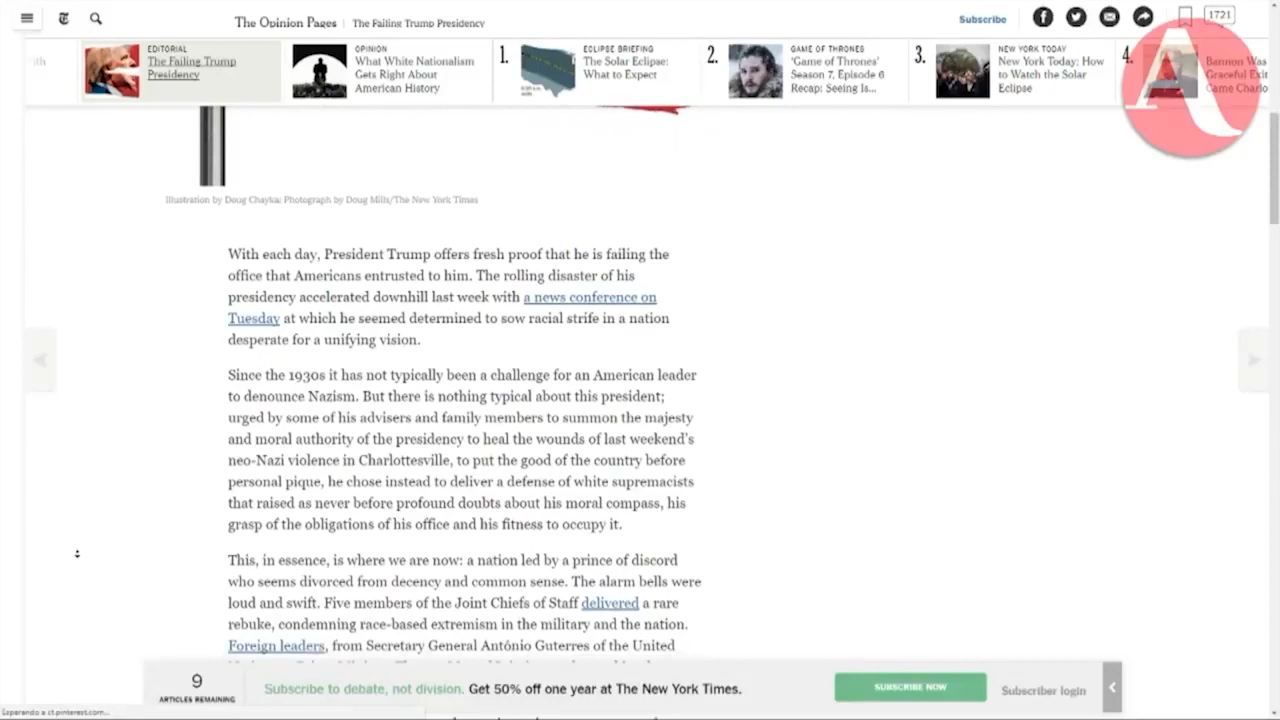 The Opinion Pages | The Failing Trump Presidency
Subscribe
1721
EDITORIAL
The Failing Trump
Presidency
OPINION
What White Nationalism
Gets Right About
American History
1.
ECLIPSE BRIEFING
The Solar Eclipse:
What to Expect
2.
GAME OF THRONES
'Game of Thrones'
Season 7, Episode 6
Recap: Seeing Is...
3.
NEW YORK TODAY
New York Today: How
to Watch the Solar
Eclipse
4.
Bannon Was
Graceful Exit
Came Charlo
A
Illustration by Doug Chayka; Photograph by Doug Mills/The New York Times
With each day, President Trump offers fresh proof that he is failing the
office that Americans entrusted to him. The rolling disaster of his
presidency accelerated downhill last week with a news conference on
Tuesday at which he seemed determined to sow racial strife in a nation
desperate for a unifying vision.
Since the 1930s it has not typically been a challenge for an American leader
to denounce Nazism. But there is nothing typical about this president;
urged by some of his advisers and family members to summon the majesty
and moral authority of the presidency to heal the wounds of last weekend's
neo-Nazi violence in Charlottesville, to put the good of the country before
personal pique, he chose instead to deliver a defense of white supremacists
that raised as never before profound doubts about his moral compass, his
grasp of the obligations of his office and his fitness to occupy it.
This, in essence, is where we are now: a nation led by a prince of discord
who seems divorced from decency and common sense. The alarm bells were
loud and swift. Five members of the Joint Chiefs of Staff delivered a rare
rebuke, condemning race-based extremism in the military and the nation.
Foreign leaders, from Secretary General António Guterres of the United
9
ARTICLES REMAINING
Subscribe to debate, not division. Get 50% off one year at The New York Times.
SUBSCRIBE NOW
Subscriber login
Esperando a ct.pinterest.com...